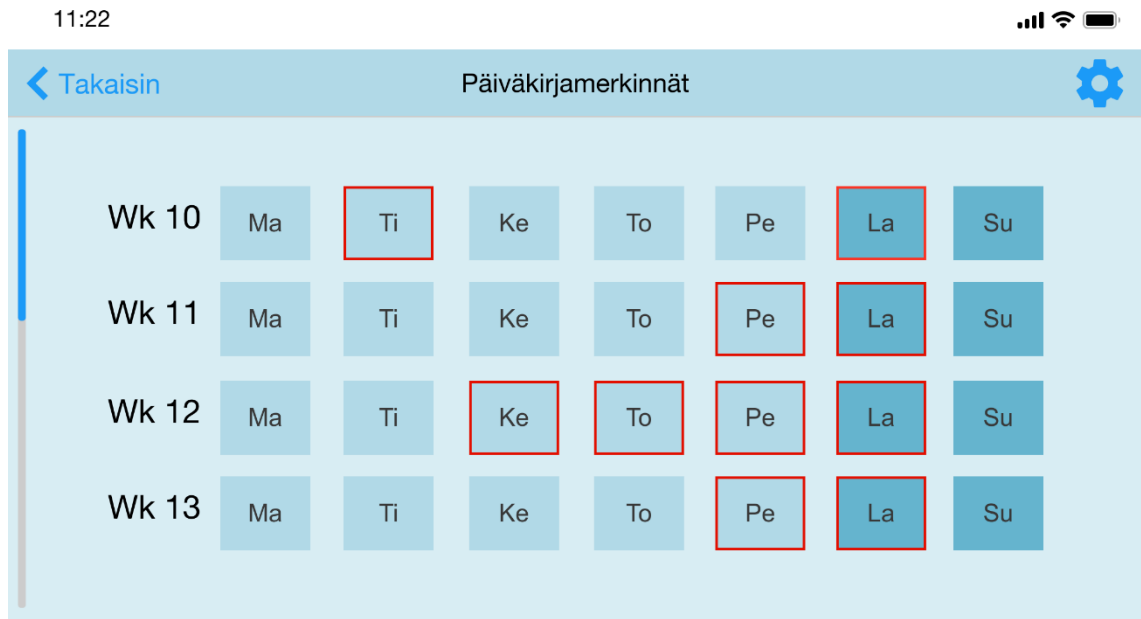 11:22
Takaisin Päiväkirjamerkinnät
Wk 10 Ma Ti Ke To Pe La Su
Wk 11 Ma Ti Ke To Pe La Su
Wk 12 Ma Ti Ke To Pe La Su
Wk 13 Ma Ti Ke To Pe La Su